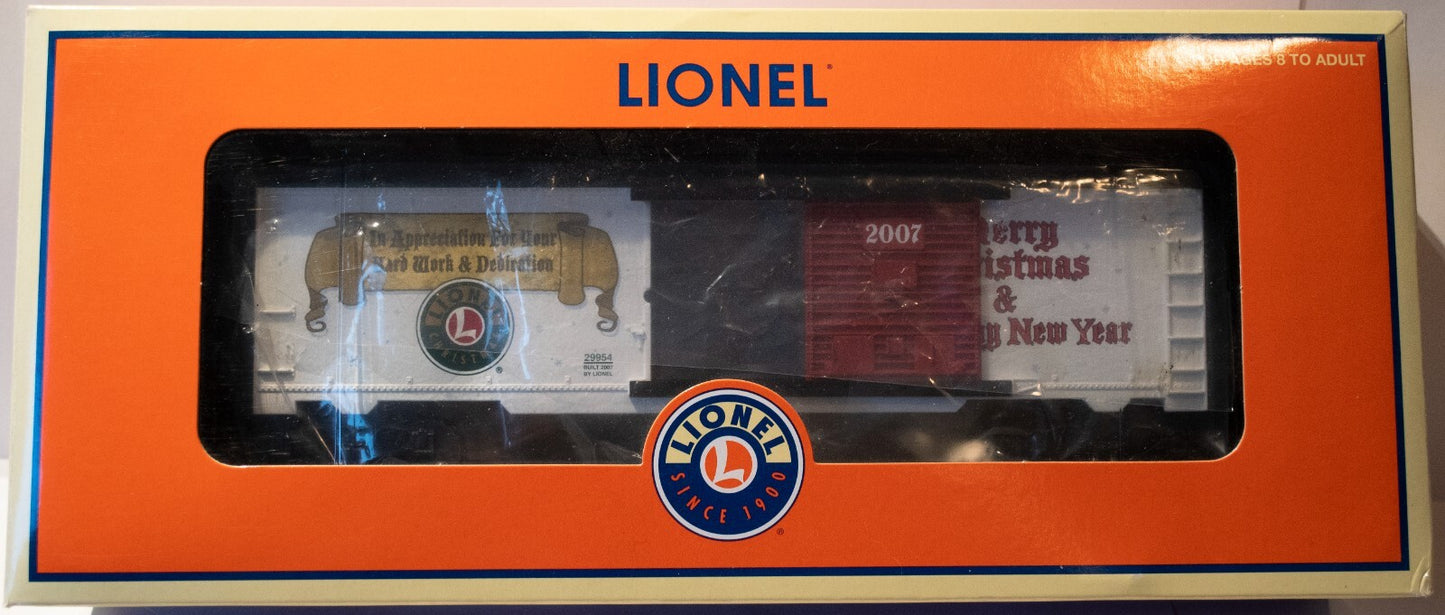 LIONEL®
AGES 8 TO ADULT
In Appreciation For Your
Hard Work & Dedication
LIONEL
L
CHRISTMAS
®
29954
BUILT 2007
BY LIONEL
2007
erry
istmas
&
y New Year
LIONEL
L
SINCE 1900
®